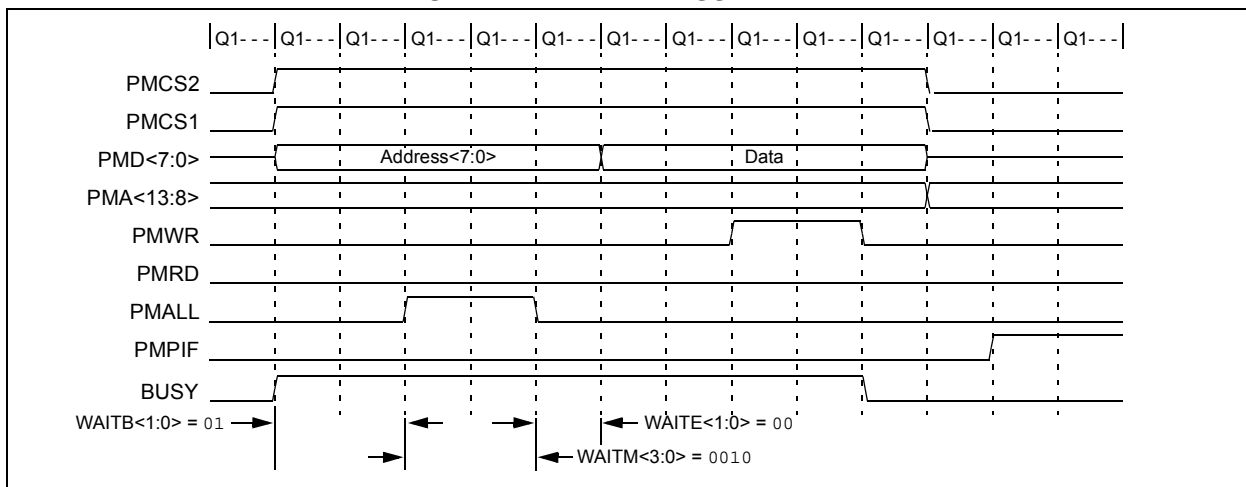 Q1- - - Q1- - - Q1- - - Q1- - - Q1- - - Q1- - - Q1- - - Q1- - - Q1- - - Q1- - - Q1- - - Q1- - - Q1- - - Q1- - -
PMCS2
PMCS1
PMD<7:0> Address<7:0> Data
PMA<13:8>
PMWR
PMRD
PMALL
PMPIF
BUSY
WAITB<1:0> = 01 WAITE<1:0> = 00
WAITM<3:0> = 0010